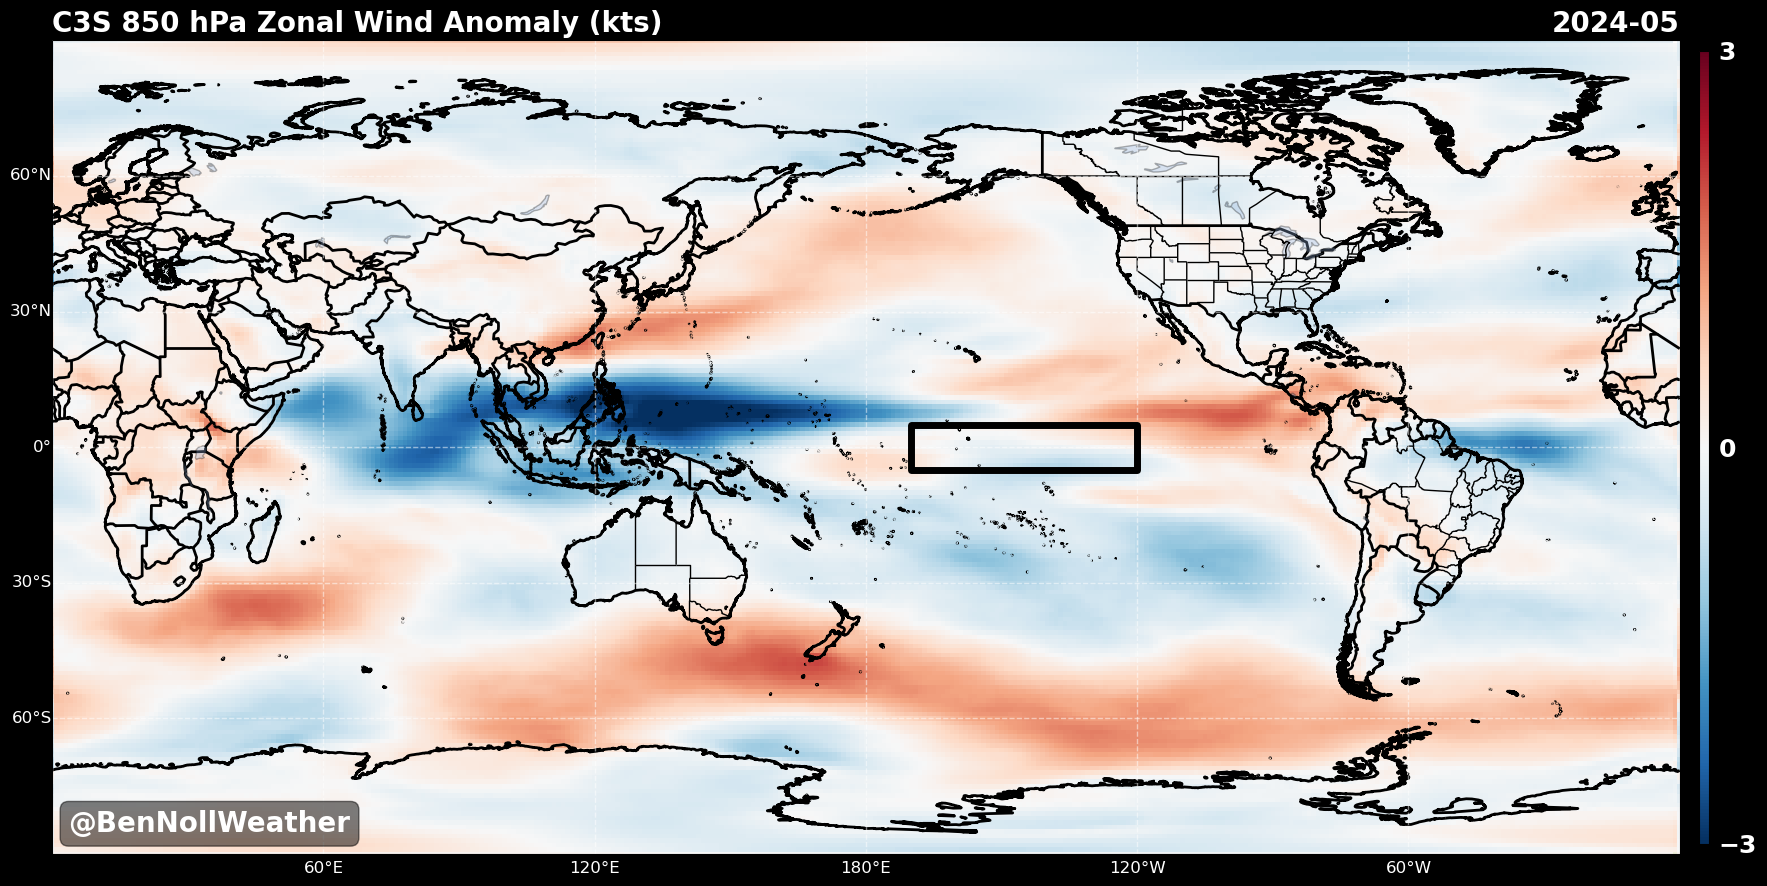 C3S 850 hPa Zonal Wind Anomaly (kts)
2024-05
3
0
−3
60°N
30°N
0°
30°S
60°S
60°E
120°E
180°E
120°W
60°W
@BenNollWeather